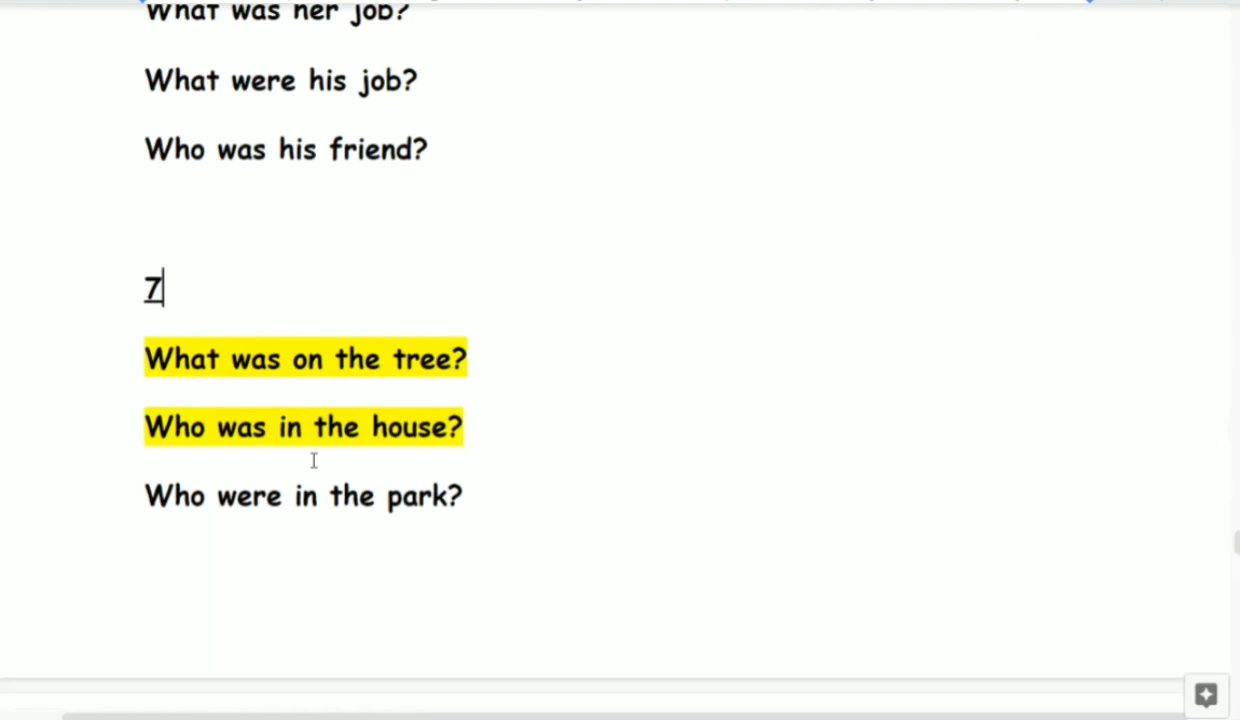 What was her job?
What were his job?
Who was his friend?
7
What was on the tree?
Who was in the house?
Who were in the park?